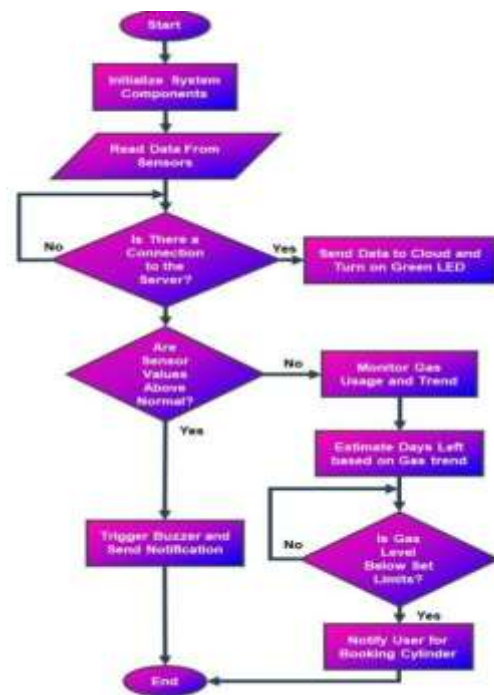 Start
Initialize System
Components
Read Data From
Sensors
No
Is There a
Connection
to the
Server?
Yes
Send Data to Cloud and
Turn on Green LED
Are
Sensor
Values
Above
Normal?
No
Monitor Gas
Usage and Trend
Yes
Estimate Days Left
based on Gas trend
Trigger Buzzer and
Send Notification
No
Is Gas
Level
Below Set
Limits?
Yes
Notify User for
Booking Cylinder
End